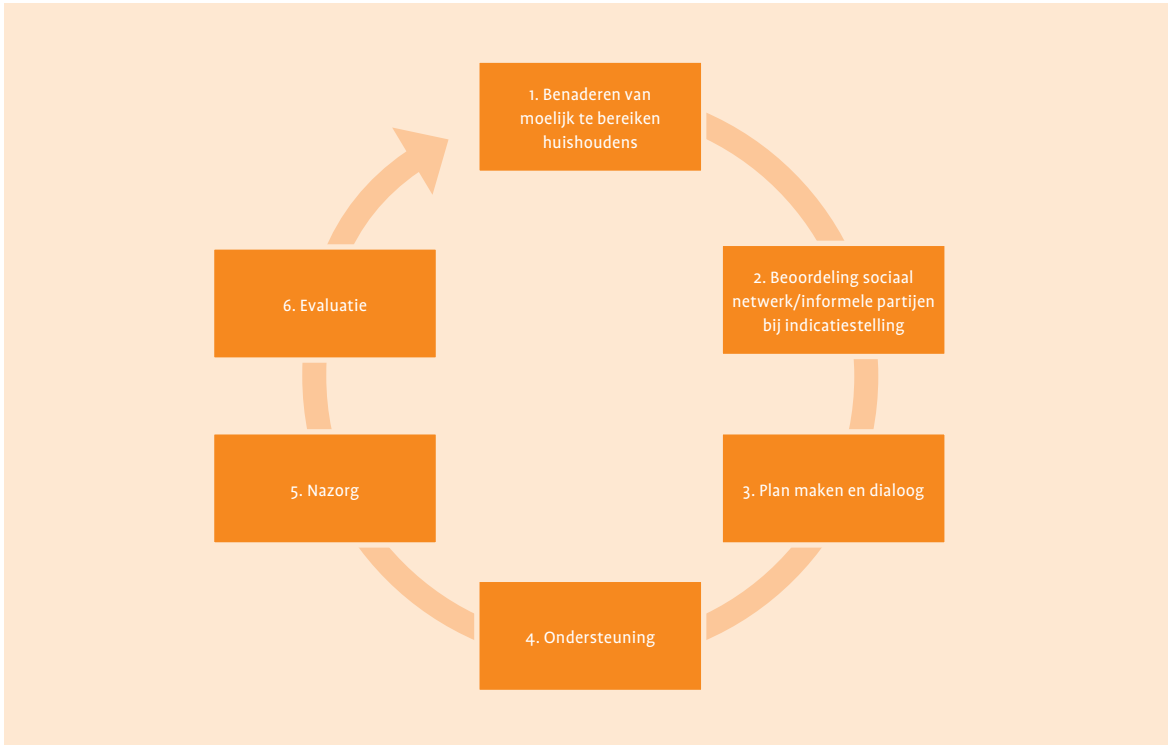 1. Benaderen van
moelijk te bereiken
huishoudens
2. Beoordeling sociaal
netwerk/informele partijen
bij indicatiestelling
3. Plan maken en dialoog
4. Ondersteuning
5. Nazorg
6. Evaluatie